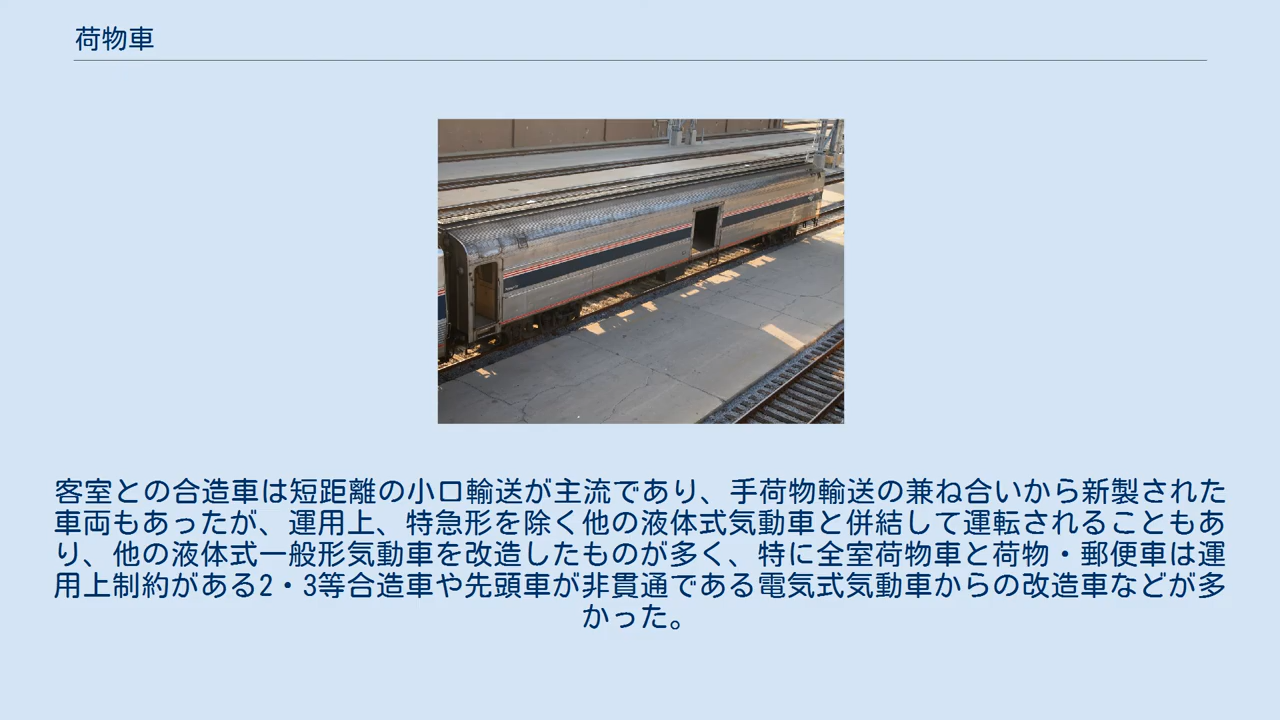 荷物車
客室との合造車は短距離の小口輸送が主流であり、手荷物輸送の兼ね合いから新製された
車両もあったが、運用上、特急形を除く他の液体式気動車と併結して運転されることもあ
り、他の液体式一般形気動車を改造したものが多く、特に全室荷物車と荷物・郵便車は運
用上制約がある2・3等合造車や先頭車が非貫通である電気式気動車からの改造車などが多
かった。